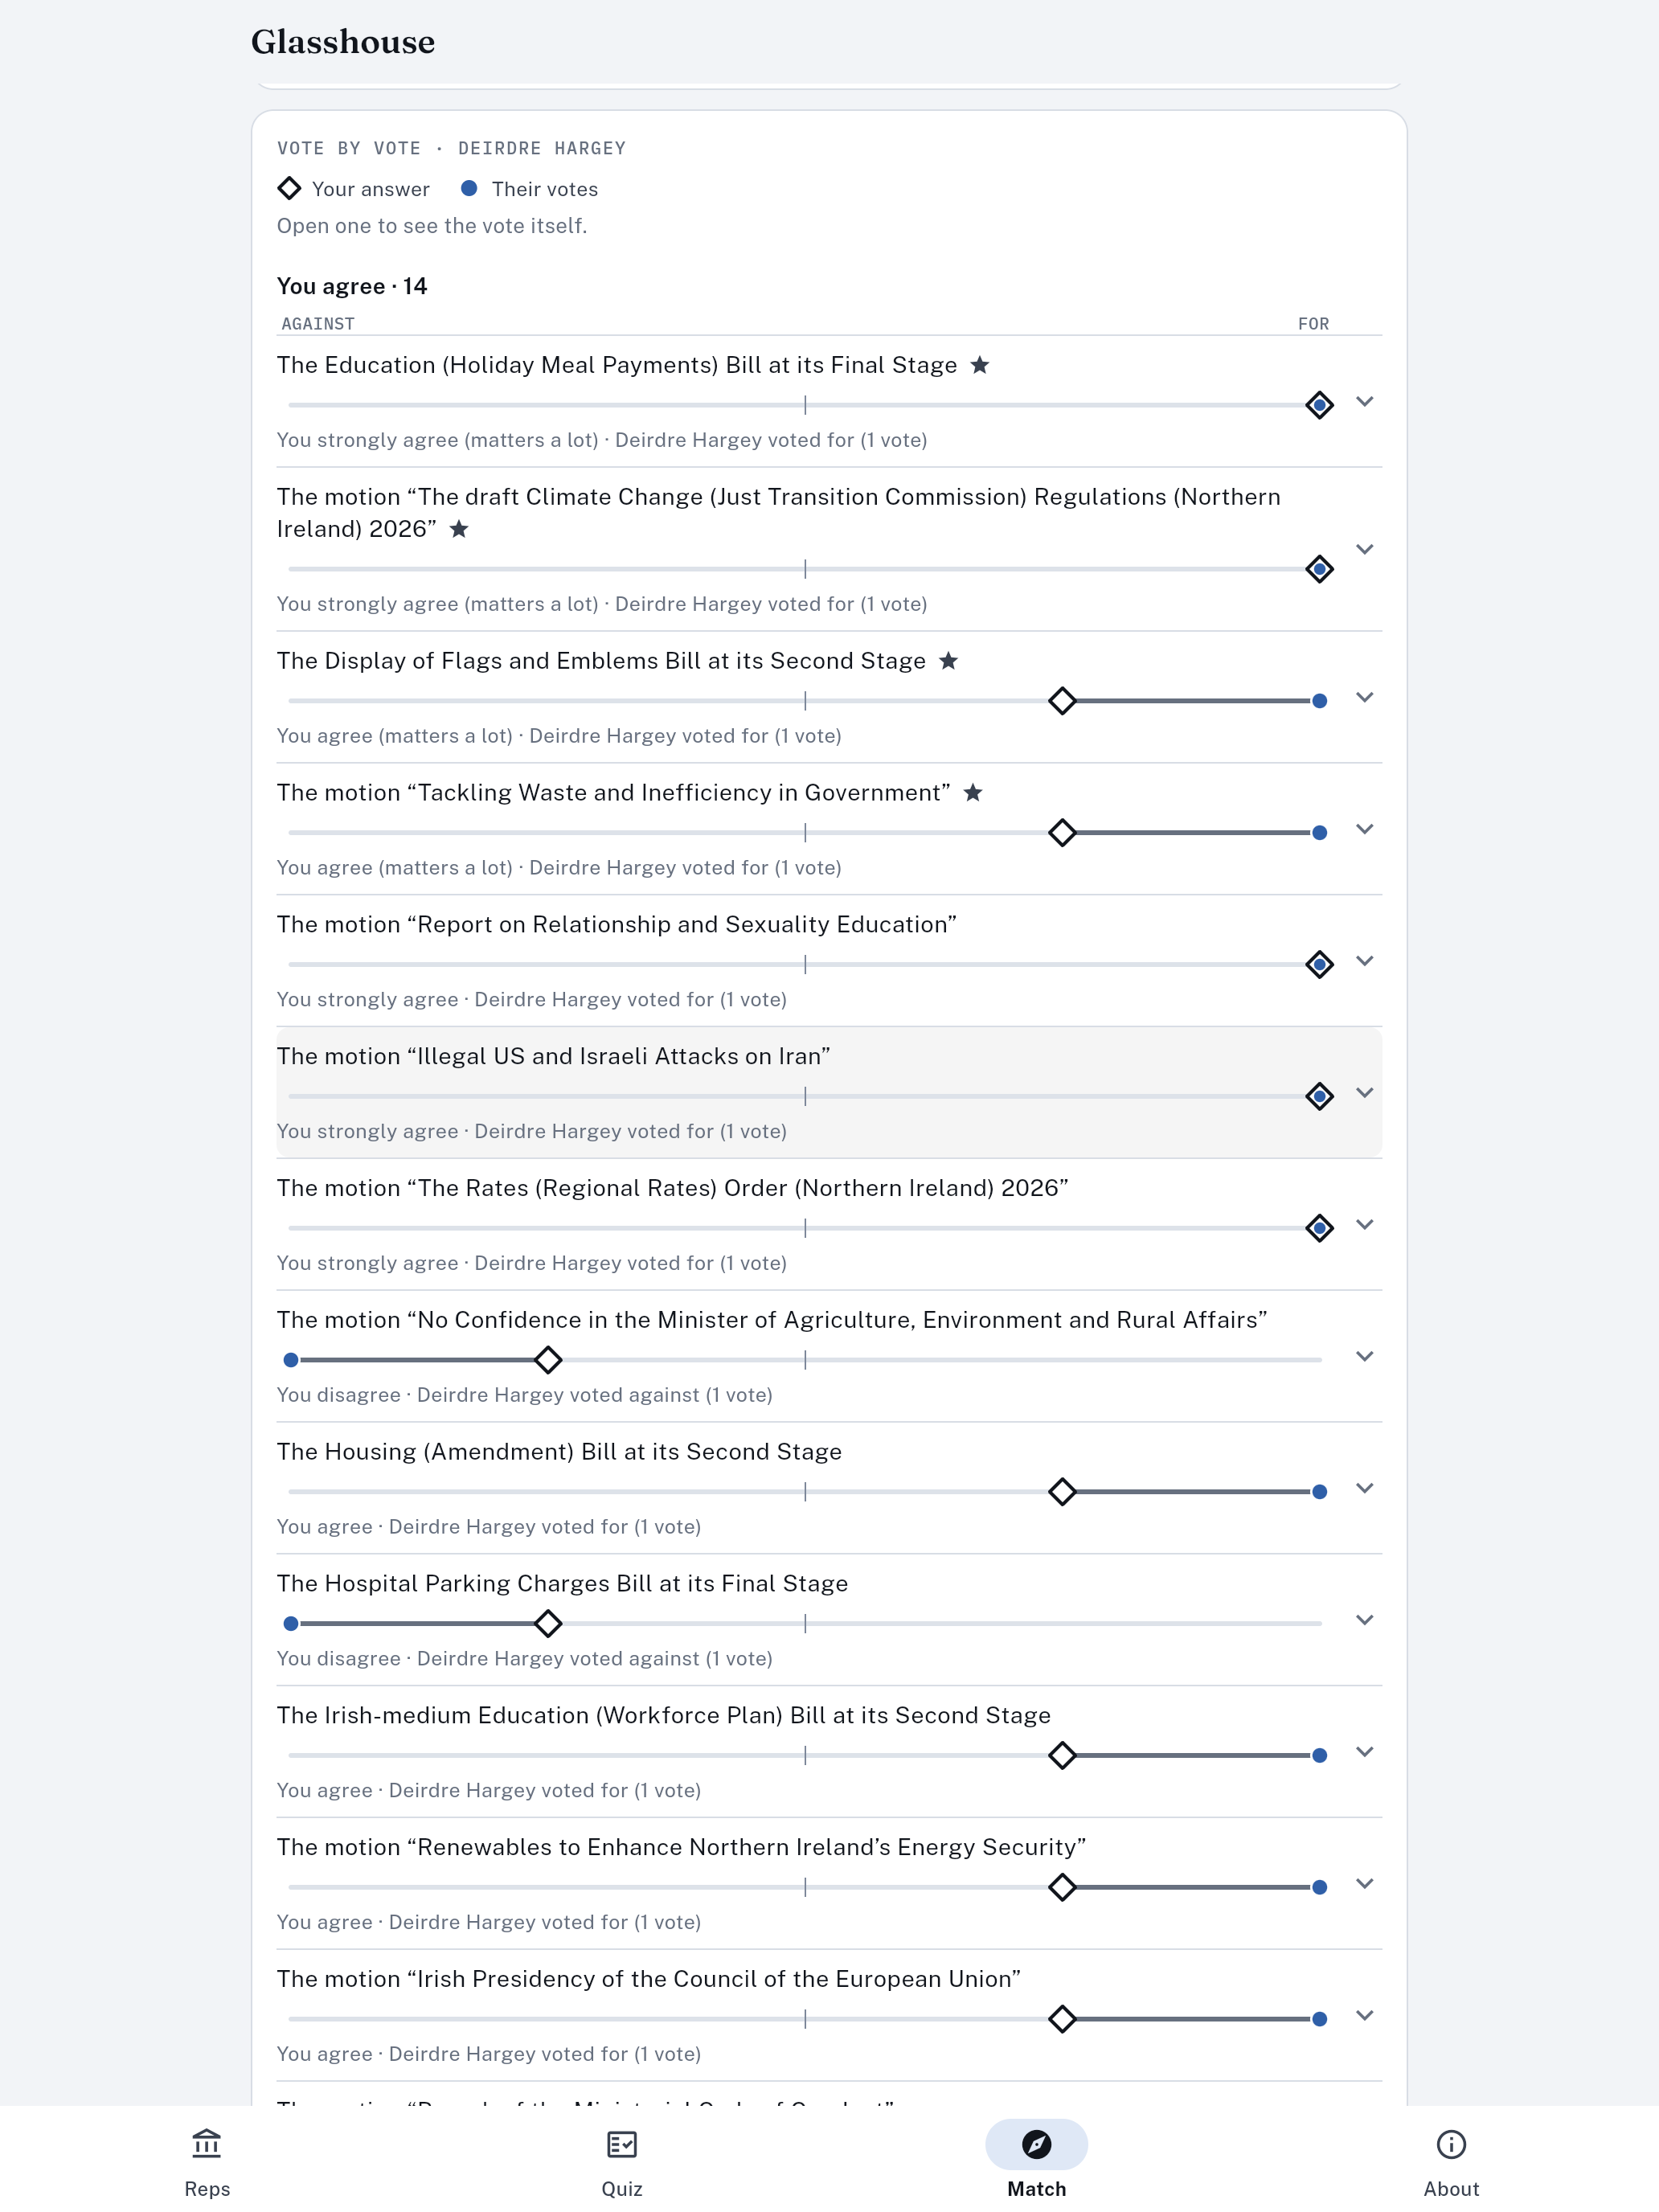 Glasshouse
VOTE BY VOTE · DEIRDRE HARGEY
Your answer Their votes
Open one to see the vote itself.
You agree · 14
AGAINST FOR
The Education (Holiday Meal Payments) Bill at its Final Stage ★
You strongly agree (matters a lot) · Deirdre Hargey voted for (1 vote)
The motion “The draft Climate Change (Just Transition Commission) Regulations (Northern
Ireland) 2026” ★
You strongly agree (matters a lot) · Deirdre Hargey voted for (1 vote)
The Display of Flags and Emblems Bill at its Second Stage ★
You agree (matters a lot) · Deirdre Hargey voted for (1 vote)
The motion “Tackling Waste and Inefficiency in Government” ★
You agree (matters a lot) · Deirdre Hargey voted for (1 vote)
The motion “Report on Relationship and Sexuality Education”
You strongly agree · Deirdre Hargey voted for (1 vote)
The motion “Illegal US and Israeli Attacks on Iran”
You strongly agree · Deirdre Hargey voted for (1 vote)
The motion “The Rates (Regional Rates) Order (Northern Ireland) 2026”
You strongly agree · Deirdre Hargey voted for (1 vote)
The motion “No Confidence in the Minister of Agriculture, Environment and Rural Affairs”
You disagree · Deirdre Hargey voted against (1 vote)
The Housing (Amendment) Bill at its Second Stage
You agree · Deirdre Hargey voted for (1 vote)
The Hospital Parking Charges Bill at its Final Stage
You disagree · Deirdre Hargey voted against (1 vote)
The Irish-medium Education (Workforce Plan) Bill at its Second Stage
You agree · Deirdre Hargey voted for (1 vote)
The motion “Renewables to Enhance Northern Ireland’s Energy Security”
You agree · Deirdre Hargey voted for (1 vote)
The motion “Irish Presidency of the Council of the European Union”
You agree · Deirdre Hargey voted for (1 vote)
Reps Quiz Match About